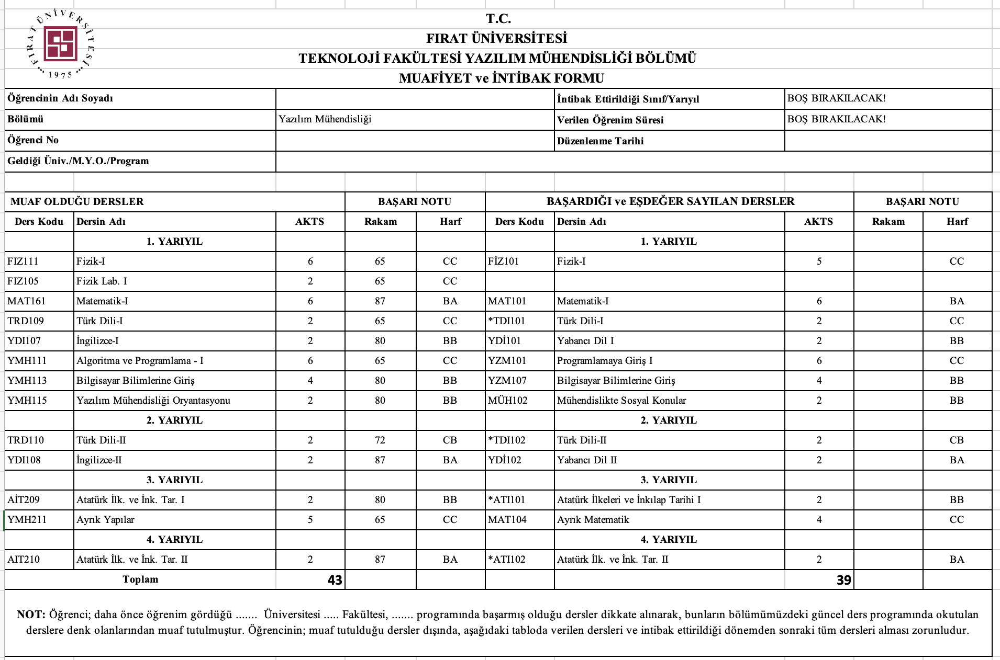 FIRAT ÜNİVERSİTESİ
1975
T.C.
FIRAT ÜNİVERSİTESİ
TEKNOLOJİ FAKÜLTESİ YAZILIM MÜHENDİSLİĞİ BÖLÜMÜ
MUAFİYET ve İNTİBAK FORMU
Öğrencinin Adı Soyadı İntibak Ettirildiği Sınıf/Yarıyıl BOŞ BIRAKILACAK!
Bölümü Yazılım Mühendisliği Verilen Öğrenim Süresi BOŞ BIRAKILACAK!
Öğrenci No Düzenlenme Tarihi
Geldiği Üniv./M.Y.O./Program
MUAF OLDUĞU DERSLER BAŞARI NOTU BAŞARDIĞI ve EŞDEĞER SAYILAN DERSLER BAŞARI NOTU
Ders Kodu Dersin Adı AKTS Rakam Harf Ders Kodu Dersin Adı AKTS Rakam Harf
1. YARIYIL 1. YARIYIL
FIZ111 Fizik-I 6 65 CC FİZ101 Fizik-I 5 CC
FIZ105 Fizik Lab. I 2 65 CC
MAT161 Matematik-I 6 87 BA MAT101 Matematik-I 6 BA
TRD109 Türk Dili-I 2 65 CC *TDI101 Türk Dili-I 2 CC
YDI107 İngilizce-I 2 80 BB YDİ101 Yabancı Dil I 2 BB
YMH111 Algoritma ve Programlama - I 6 65 CC YZM101 Programlamaya Giriş I 6 CC
YMH113 Bilgisayar Bilimlerine Giriş 4 80 BB YZM107 Bilgisayar Bilimlerine Giriş 4 BB
YMH115 Yazılım Mühendisliği Oryantasyonu 2 80 BB MÜH102 Mühendislikte Sosyal Konular 2 BB
2. YARIYIL 2. YARIYIL
TRD110 Türk Dili-II 2 72 CB *TDI102 Türk Dili-II 2 CB
YDI108 İngilizce-II 2 87 BA YDİ102 Yabancı Dil II 2 BA
3. YARIYIL 3. YARIYIL
AİT209 Atatürk İlk. ve İnk. Tar. I 2 80 BB *ATI101 Atatürk İlkeleri ve İnkılap Tarihi I 2 BB
YMH211 Ayrık Yapılar 5 65 CC MAT104 Ayrık Matematik 4 CC
4. YARIYIL 4. YARIYIL
AIT210 Atatürk İlk. ve İnk. Tar. II 2 87 BA *ATI102 Atatürk İlk. ve İnk. Tar. II 2 BA
Toplam 43 39
NOT: Öğrenci; daha önce öğrenim gördüğü ....... Üniversitesi ..... Fakültesi, ....... programında başarmış olduğu dersler dikkate alınarak, bunların bölümümüzdeki güncel ders programında okutulan
derslere denk olanlarından muaf tutulmuştur. Öğrencinin; muaf tutulduğu dersler dışında, aşağıdaki tabloda verilen dersleri ve intibak ettirildiği dönemden sonraki tüm dersleri alması zorunludur.